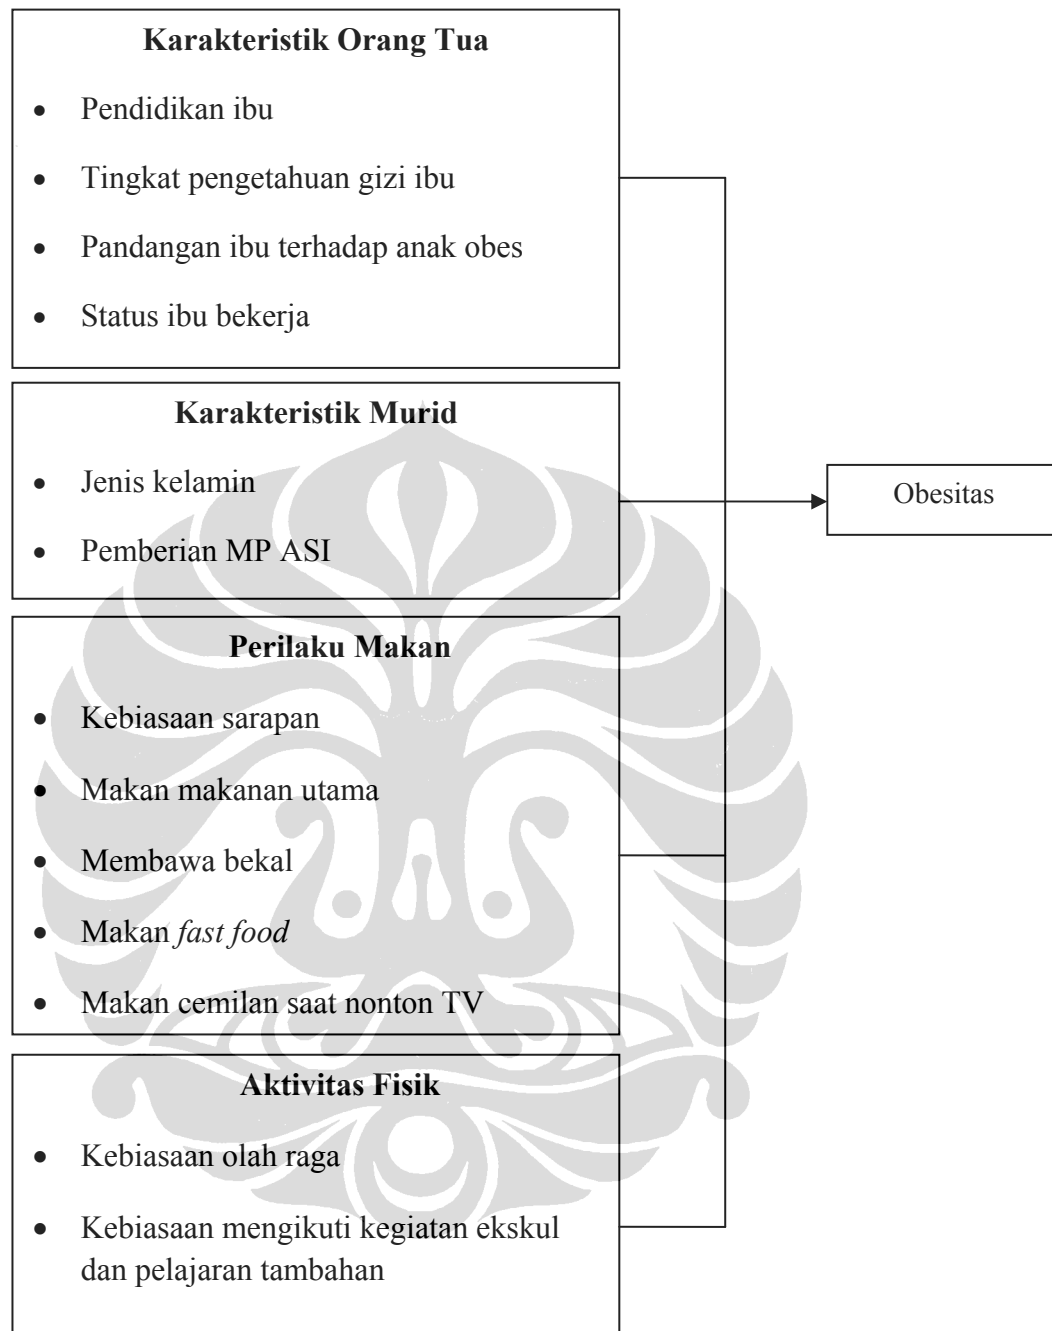 Karakteristik Orang Tua
• Pendidikan ibu
• Tingkat pengetahuan gizi ibu
• Pandangan ibu terhadap anak obes
• Status ibu bekerja
Karakteristik Murid
• Jenis kelamin
• Pemberian MP ASI
Obesitas
Perilaku Makan
• Kebiasaan sarapan
• Makan makanan utama
• Membawa bekal
• Makan fast food
• Makan cemilan saat nonton TV
Aktivitas Fisik
• Kebiasaan olah raga
• Kebiasaan mengikuti kegiatan ekskul
dan pelajaran tambahan